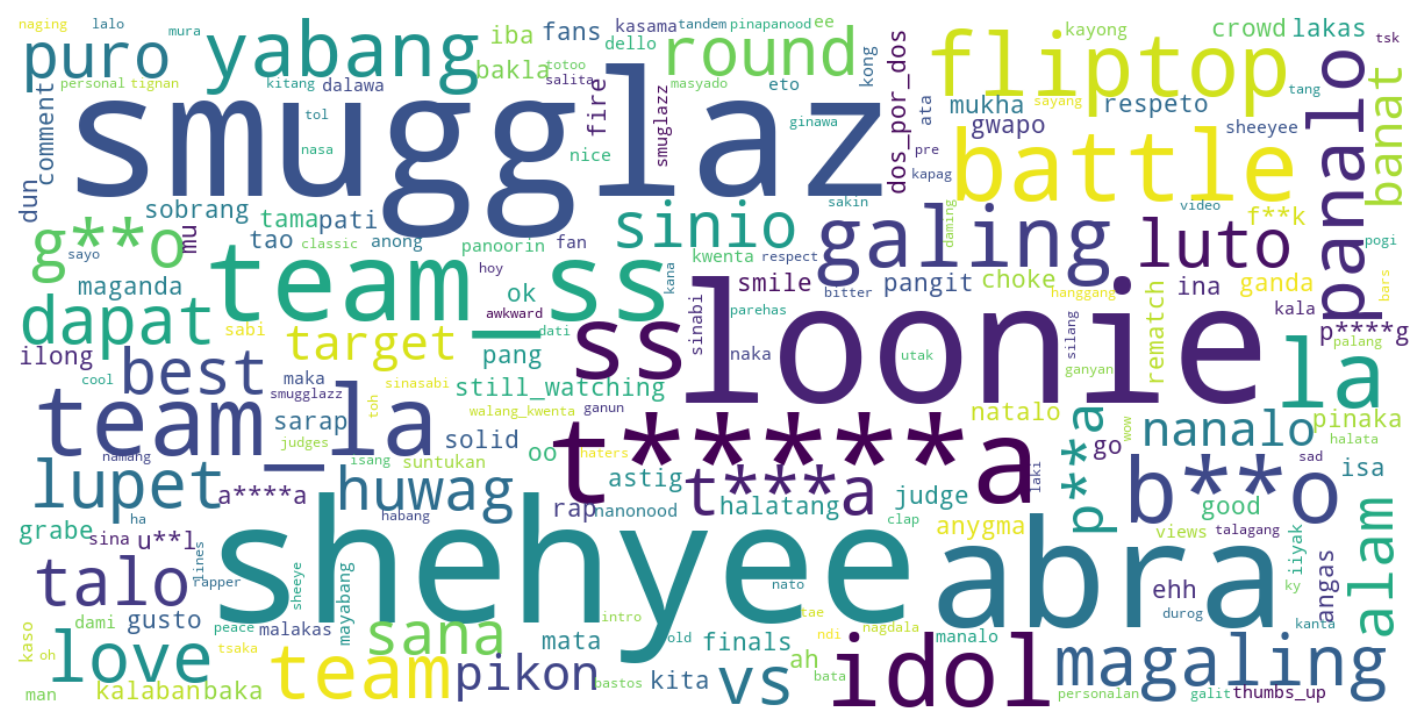 naging lalo mura puro yabang iba fans kasama tandem pinapanood ee round fliptop kayong crowd lakas tsk
personal tignan kitang dalawa bakla dello totoo salita masyado eto kong mukha sayang respeto tang
comment smugglaz tol nasa fire nice smuglazz ginawa dos_por_dos ata gwapo sheeyee panalo banat
dun sobrang tama pati pre kapag battle
g**o mu tao classic anong panoorin fan sinio kwenta respect sakin galing daming video luto f**k pogi
sayo maganda team_ss hoy kana smile bitter pangit choke hanggang ina ganda bars
dapat sabi target ok awkward dati ss sinabi parehas loonie silang rematch kala p****g
ilong best pang naka utak ganyan la palang
cool team_la maka smugglazz sinasabi toh still_watching
sarap judges walang_kwenta ganun t*****a natalo p**a go wow nanalo pinaka halata
namang lupet solid isang suntukan oo haters astig t***a halatang judge laki b**o sad isa
a****a huwag habang rap nanonood clap anygma good views talagang alam
grabe ha sina u**l lines rapper shehyee abra iiyak
talo sheeye nato ehh ky angas
gusto peace malakas mayabang intro tae durog kanta
kaso dami love tsaka sana mata old finals ndi nagdala manalo
oh team pikon kita vs ah bata idol magaling
man kalaban baka bastos personalan galit thumbs_up